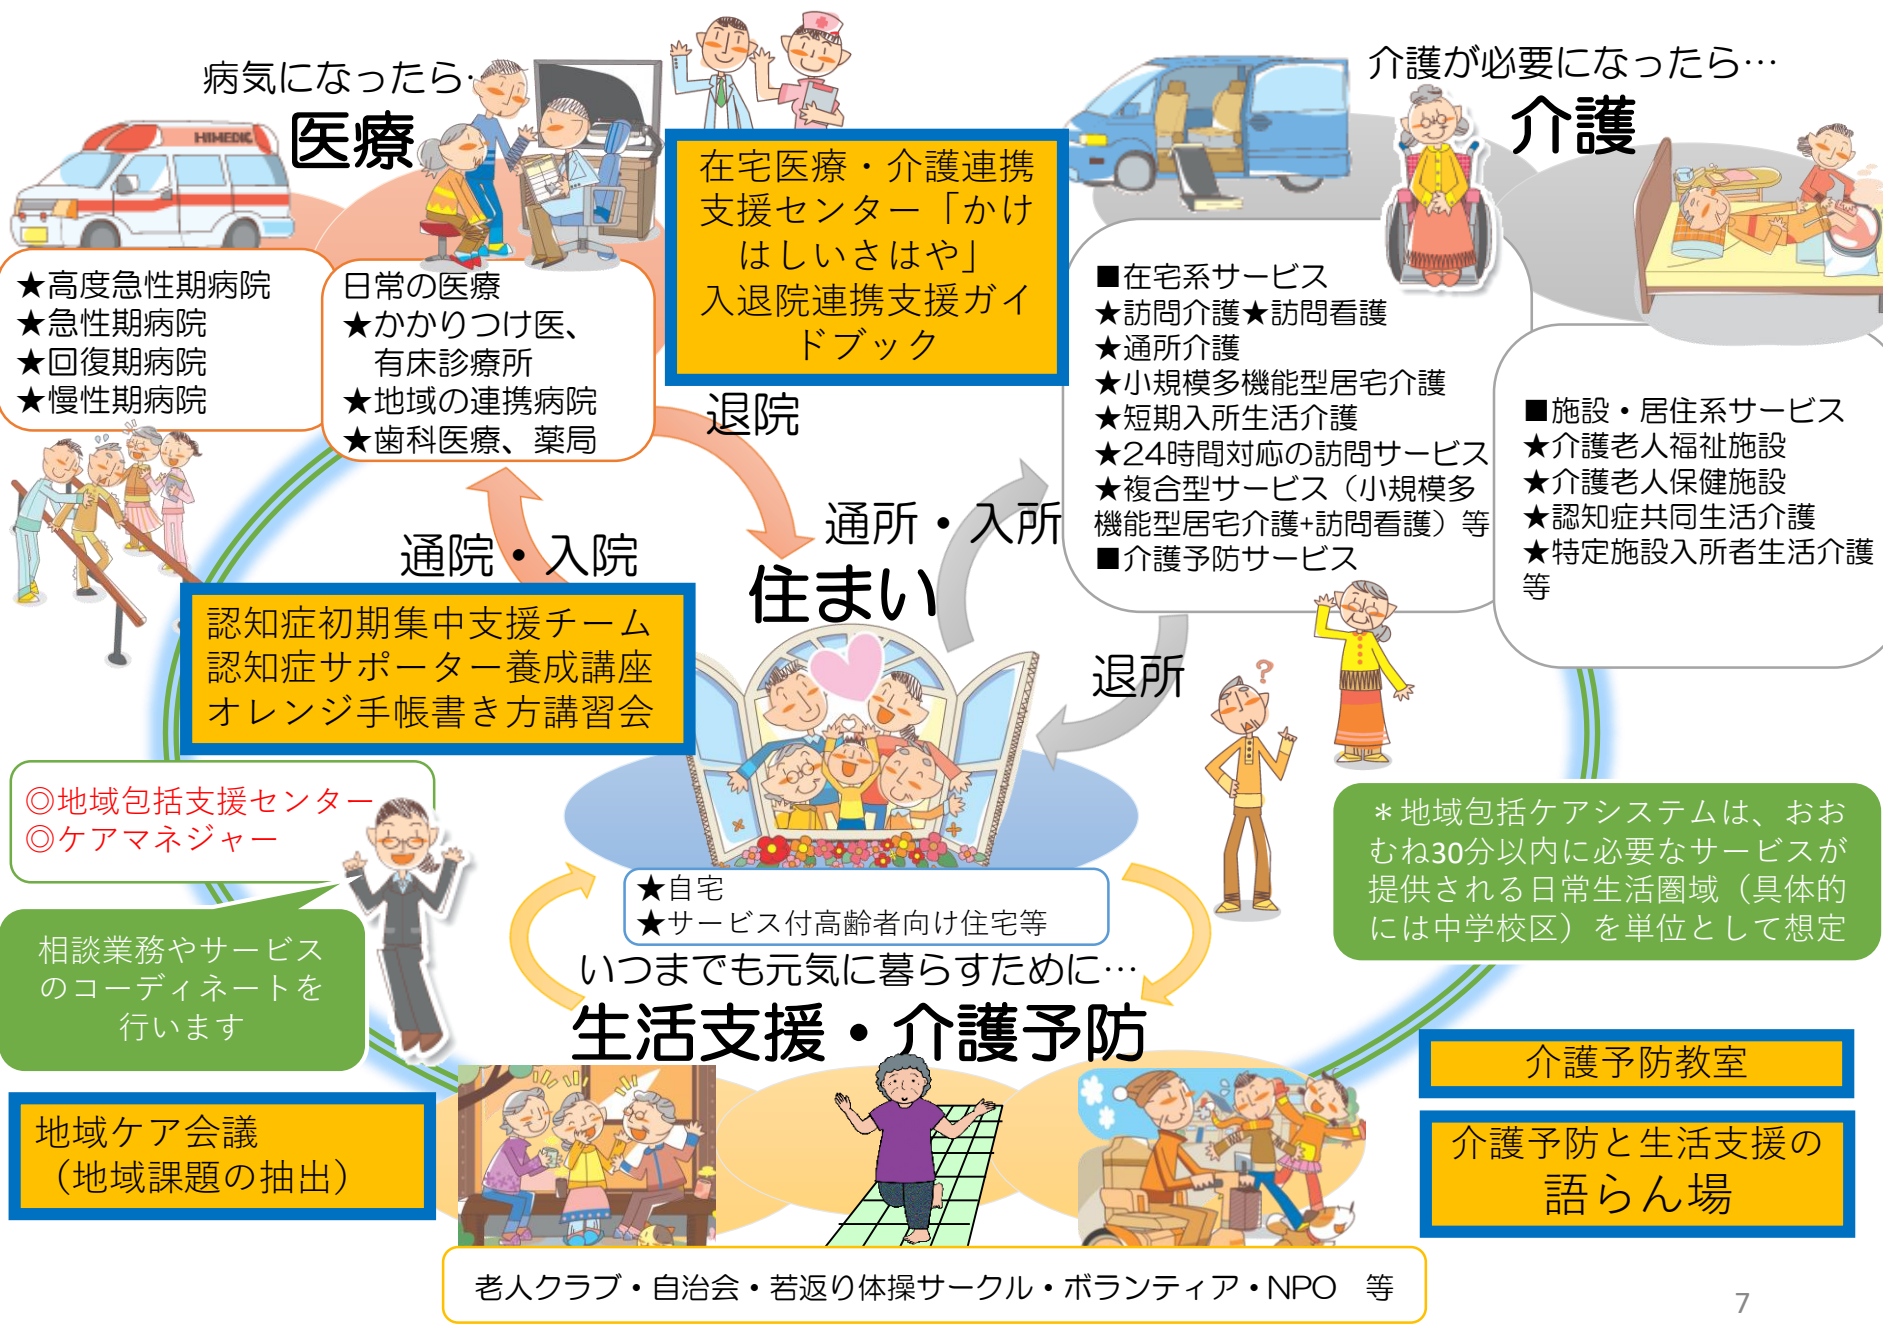 病気になったら…
医療
HIMEDIC
★高度急性期病院
★急性期病院
★回復期病院
★慢性期病院
日常の医療
★かかりつけ医、
有床診療所
★地域の連携病院
★歯科医療、薬局
在宅医療・介護連携
支援センター「かけ
はしいさはや」
入退院連携支援ガイ
ドブック
介護が必要になったら…
介護
■在宅系サービス
★訪問介護★訪問看護
★通所介護
★小規模多機能型居宅介護
★短期入所生活介護
★24時間対応の訪問サービス
★複合型サービス（小規模多
機能型居宅介護+訪問看護）等
■介護予防サービス
■施設・居住系サービス
★介護老人福祉施設
★介護老人保健施設
★認知症共同生活介護
★特定施設入所者生活介護
等
退院
通院・入院
通所・入所
住まい
退所
認知症初期集中支援チーム
認知症サポーター養成講座
オレンジ手帳書き方講習会
?
◎地域包括支援センター
◎ケアマネジャー
相談業務やサービス
のコーディネートを
行います
★自宅
★サービス付高齢者向け住宅等
＊地域包括ケアシステムは、おお
むね30分以内に必要なサービスが
提供される日常生活圏域（具体的
には中学校区）を単位として想定
いつまでも元気に暮らすために…
生活支援・介護予防
地域ケア会議
（地域課題の抽出）
介護予防教室
介護予防と生活支援の
語らん場
老人クラブ・自治会・若返り体操サークル・ボランティア・NPO　等
7